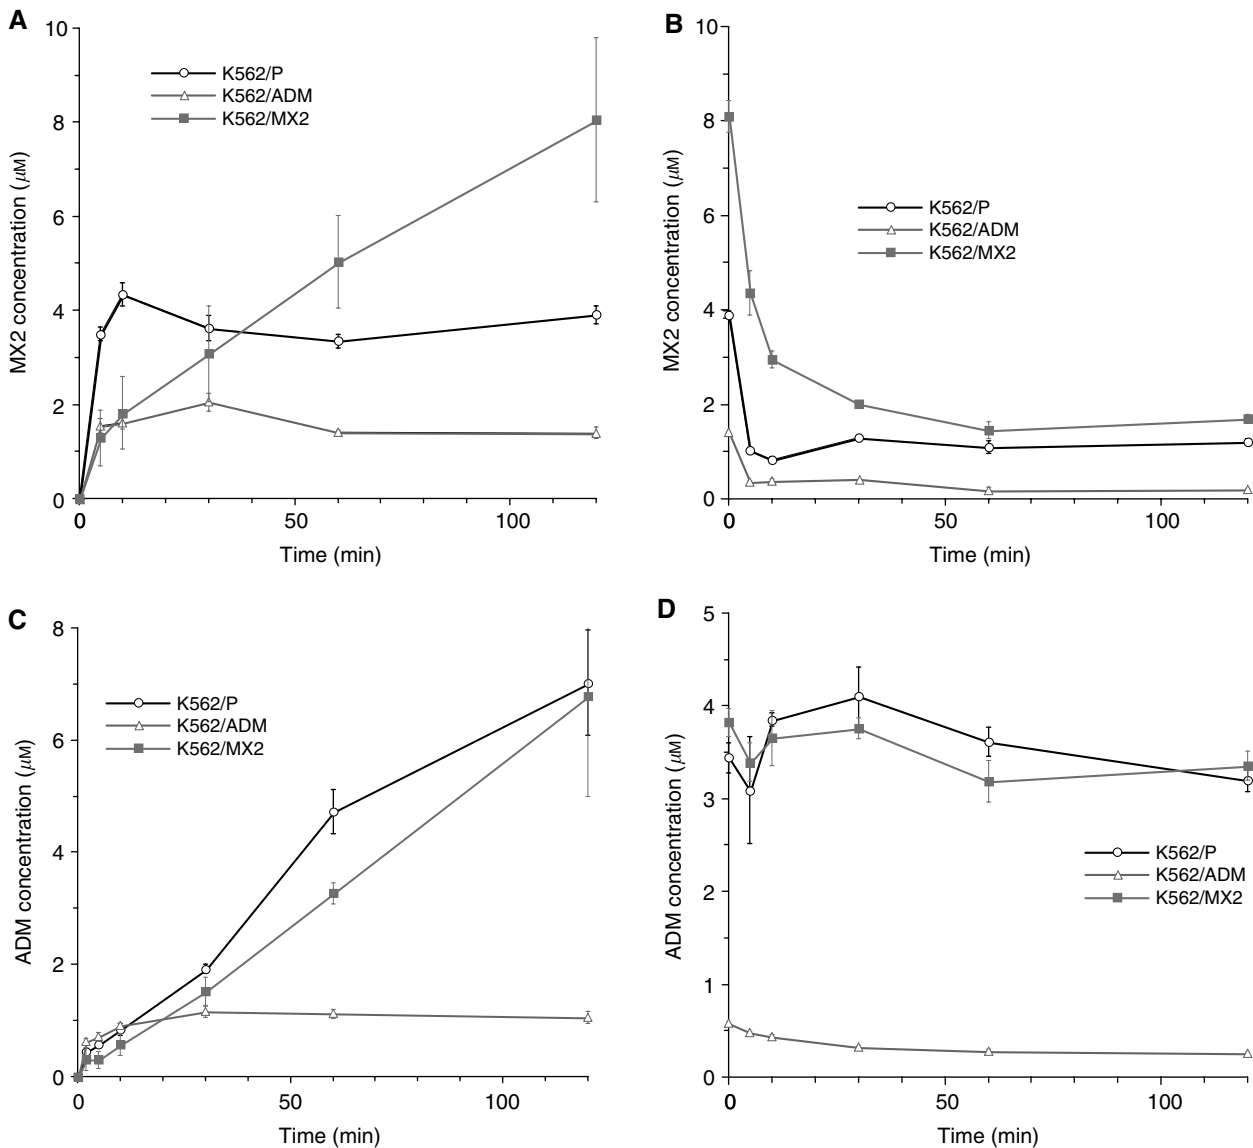 A
10
8
6
4
2
0
0
50
100
MX2 concentration (μM)
Time (min)
K562/P
K562/ADM
K562/MX2
B
10
8
6
4
2
0
0
50
100
MX2 concentration (μM)
Time (min)
K562/P
K562/ADM
K562/MX2
C
8
6
4
2
0
0
50
100
ADM concentration (μM)
Time (min)
K562/P
K562/ADM
K562/MX2
D
5
4
3
2
1
0
0
50
100
ADM concentration (μM)
Time (min)
K562/P
K562/ADM
K562/MX2